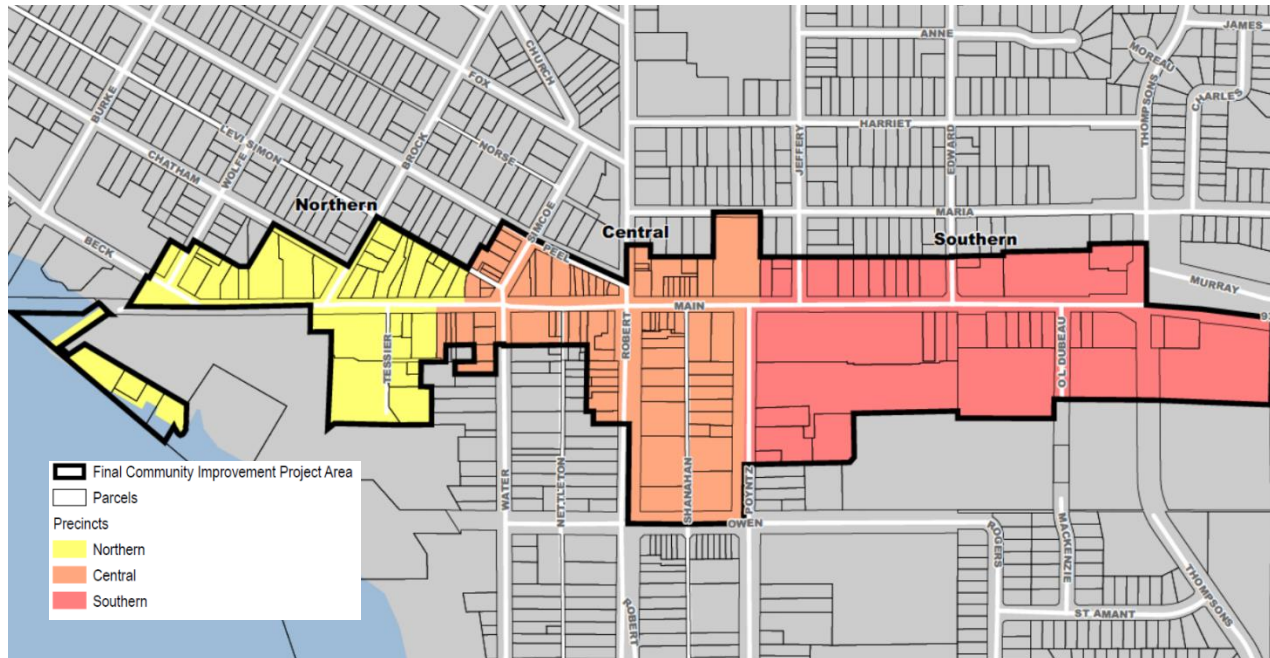 ANNE
JAMES
MOREAU
CHARLES
THOMPSONS
CHURCH
FOX
BURKE
LEVI SIMON
BROCK
NORSE
HARRIET
JEFFERY
EDWARD
CHATHAM
WOLFE
SIMCOE
Northern
MARIA
Central
Southern
BECK
PEEL
MURRAY
MAIN
93
ROBERT
TESSIER
O.L. DUBEAU
WATER
NETTLETON
SHANAHAN
POYNTZ
OWEN
ROGERS
MACKENZIE
THOMPSONS
ROBERT
ST AMANT
Final Community Improvement Project Area
Parcels
Precincts
Northern
Central
Southern